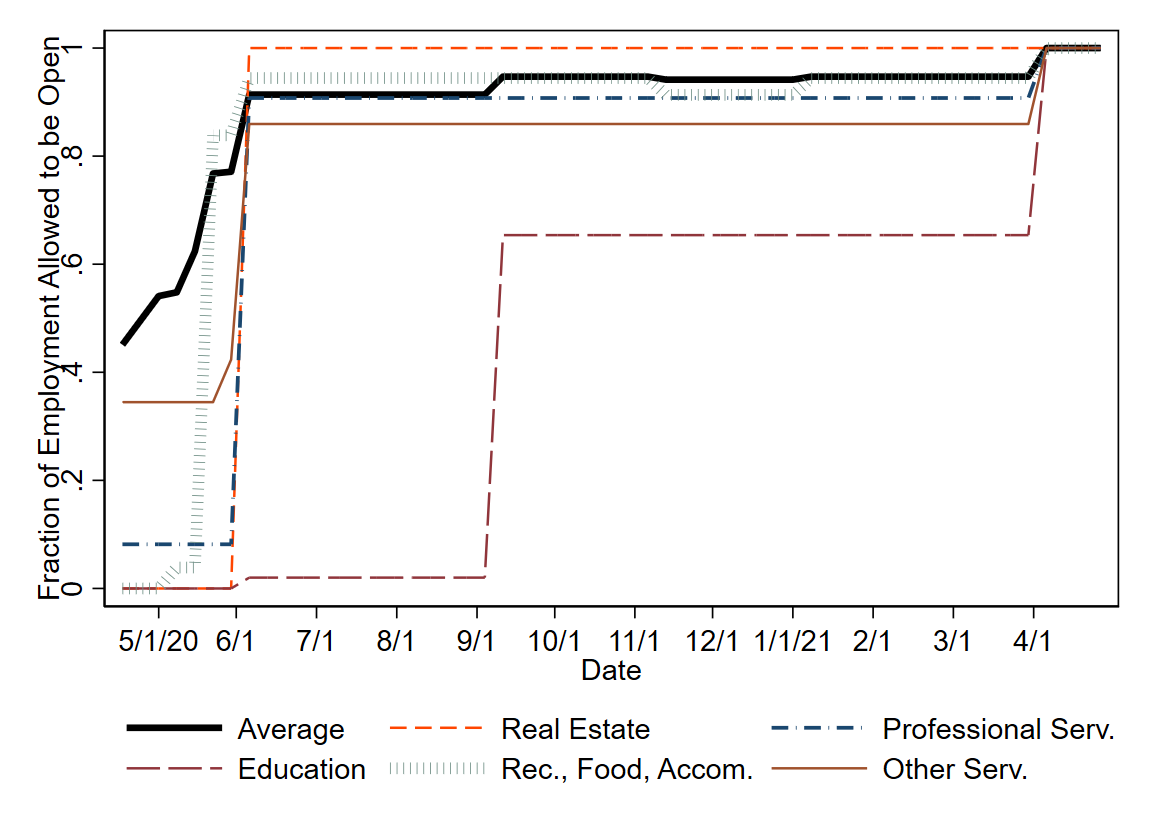 Fraction of Employment Allowed to be Open
1
.8
.6
.4
.2
0
5/1/20 6/1 7/1 8/1 9/1 10/1 11/1 12/1 1/1/21 2/1 3/1 4/1
Date
Average Real Estate Professional Serv.
Education Rec., Food, Accom. Other Serv.